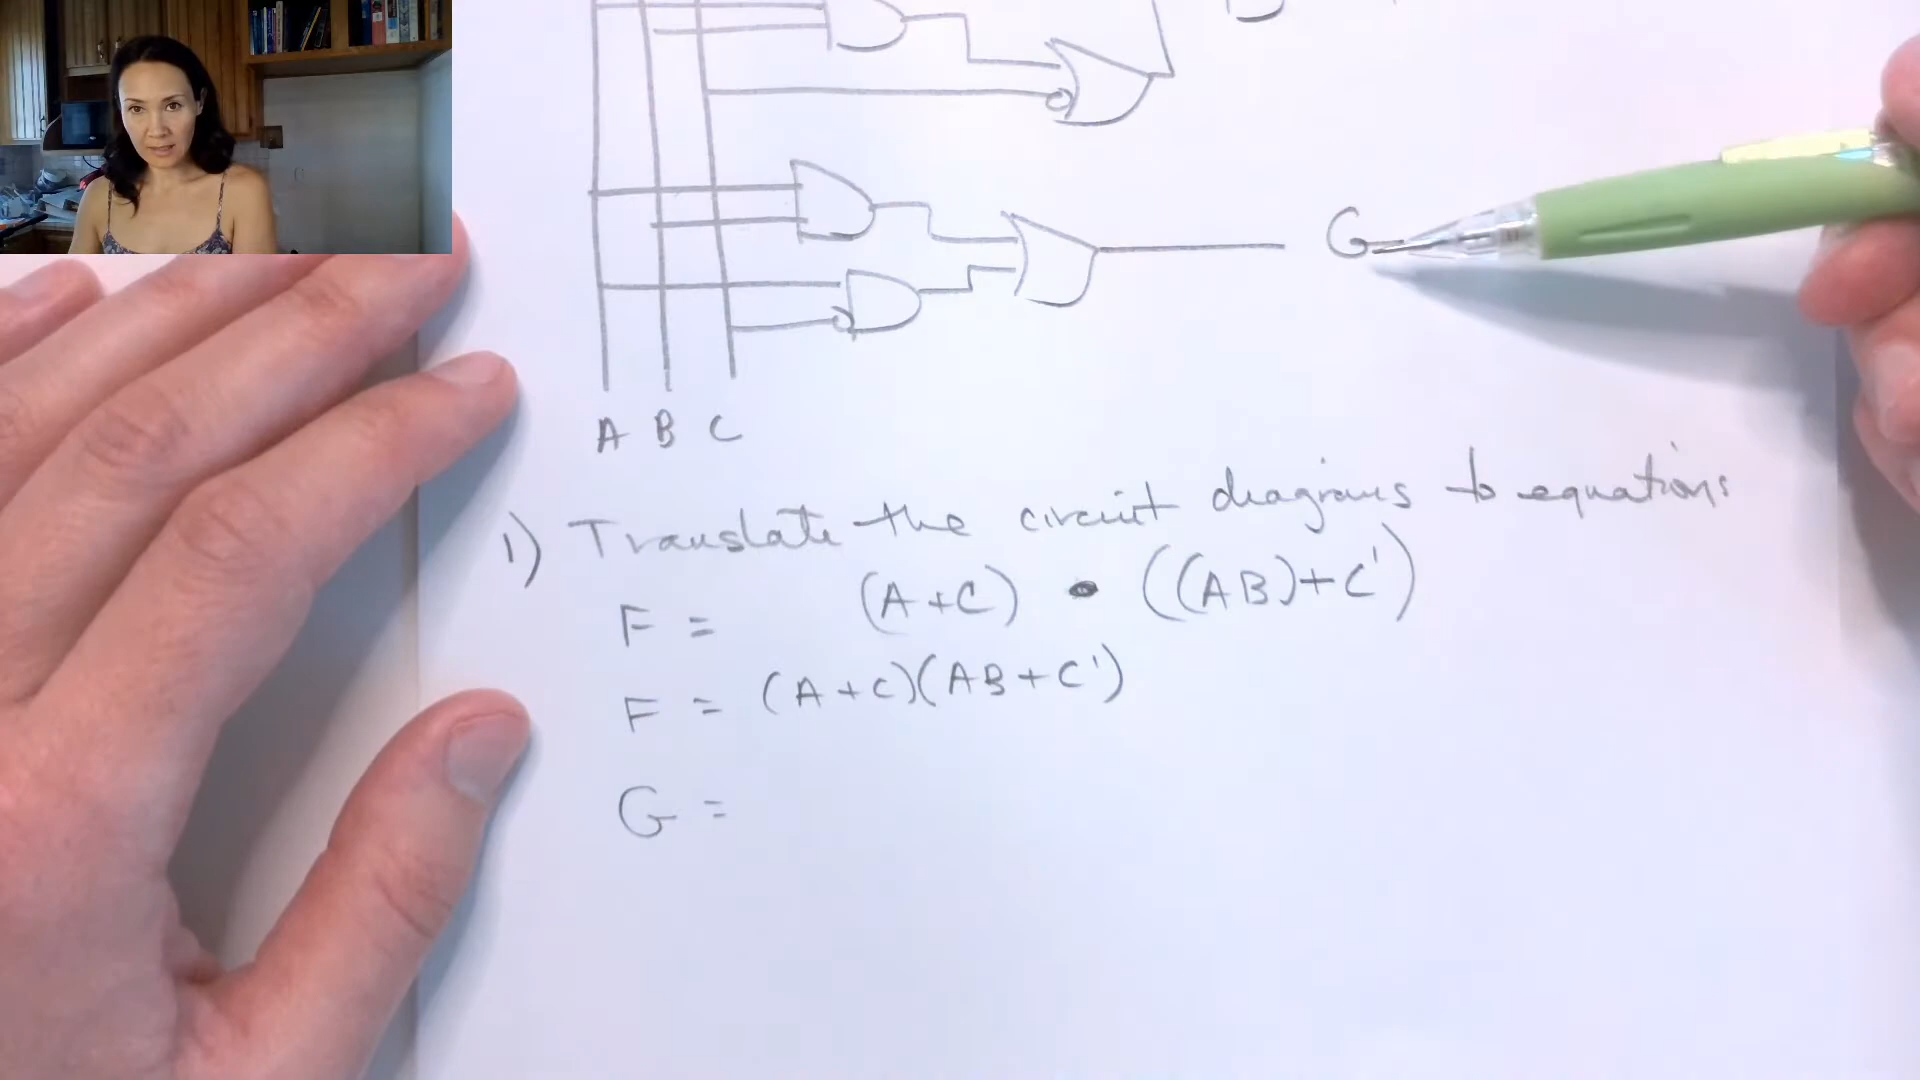 G
A B C
1) Translate the circuit diagrams to equations
F = (A+C) • ((AB)+C')
F = (A+C)(AB+C')
G =